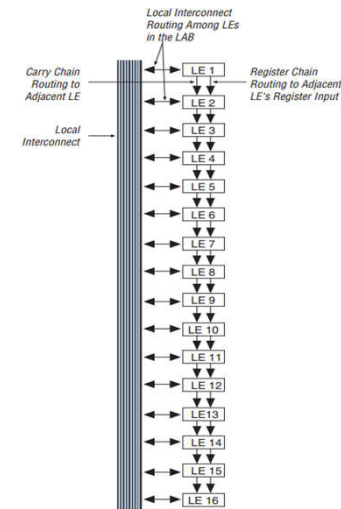 Local Interconnect
Routing Among LEs
in the LAB
Carry Chain
Routing to
Adjacent LE
Register Chain
Routing to Adjacent
LE's Register Input
Local
Interconnect
LE 1
LE 2
LE 3
LE 4
LE 5
LE 6
LE 7
LE 8
LE 9
LE 10
LE 11
LE 12
LE13
LE 14
LE 15
LE 16